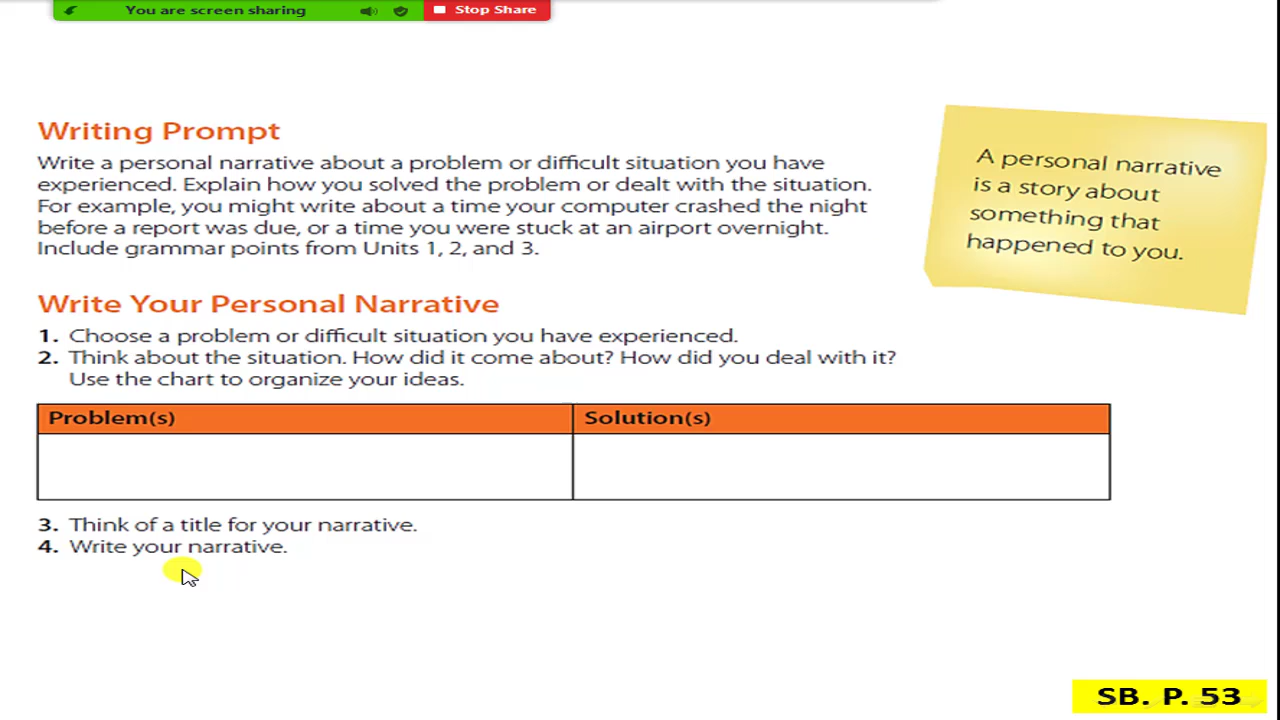 You are screen sharing
Stop Share
Writing Prompt
Write a personal narrative about a problem or difficult situation you have
experienced. Explain how you solved the problem or dealt with the situation.
For example, you might write about a time your computer crashed the night
before a report was due, or a time you were stuck at an airport overnight.
Include grammar points from Units 1, 2, and 3.
A personal narrative
is a story about
something that
happened to you.
Write Your Personal Narrative
1. Choose a problem or difficult situation you have experienced.
2. Think about the situation. How did it come about? How did you deal with it?
Use the chart to organize your ideas.
Problem(s)
Solution(s)
3. Think of a title for your narrative.
4. Write your narrative.
SB. P. 53